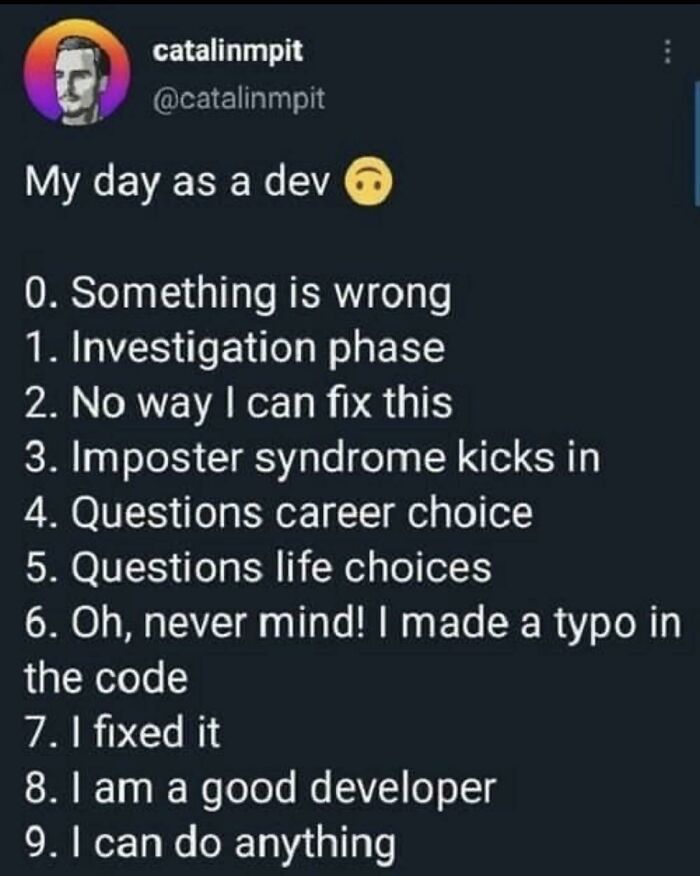 catalinmpit
@catalinmpit
My day as a dev 🙃
0. Something is wrong
1. Investigation phase
2. No way I can fix this
3. Imposter syndrome kicks in
4. Questions career choice
5. Questions life choices
6. Oh, never mind! I made a typo in
the code
7. I fixed it
8. I am a good developer
9. I can do anything